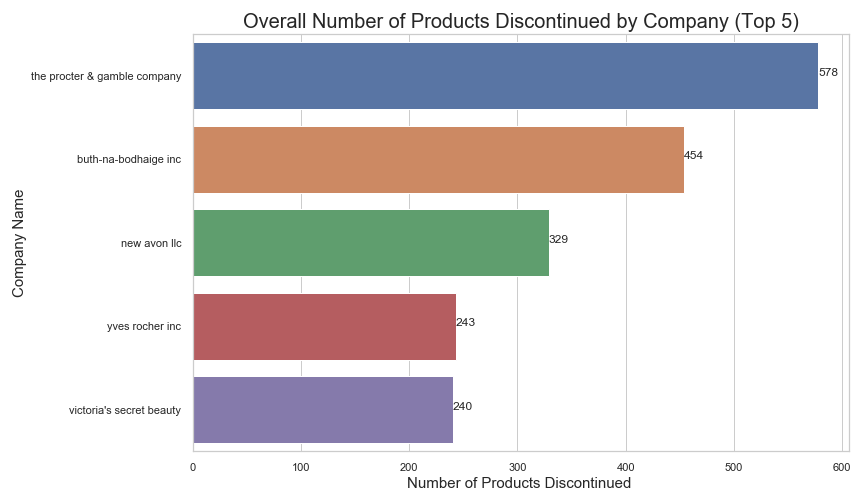 Overall Number of Products Discontinued by Company (Top 5)
Company Name
the procter & gamble company
578
buth-na-bodhaige inc
454
new avon llc
329
yves rocher inc
243
victoria's secret beauty
240
0 100 200 300 400 500 600
Number of Products Discontinued